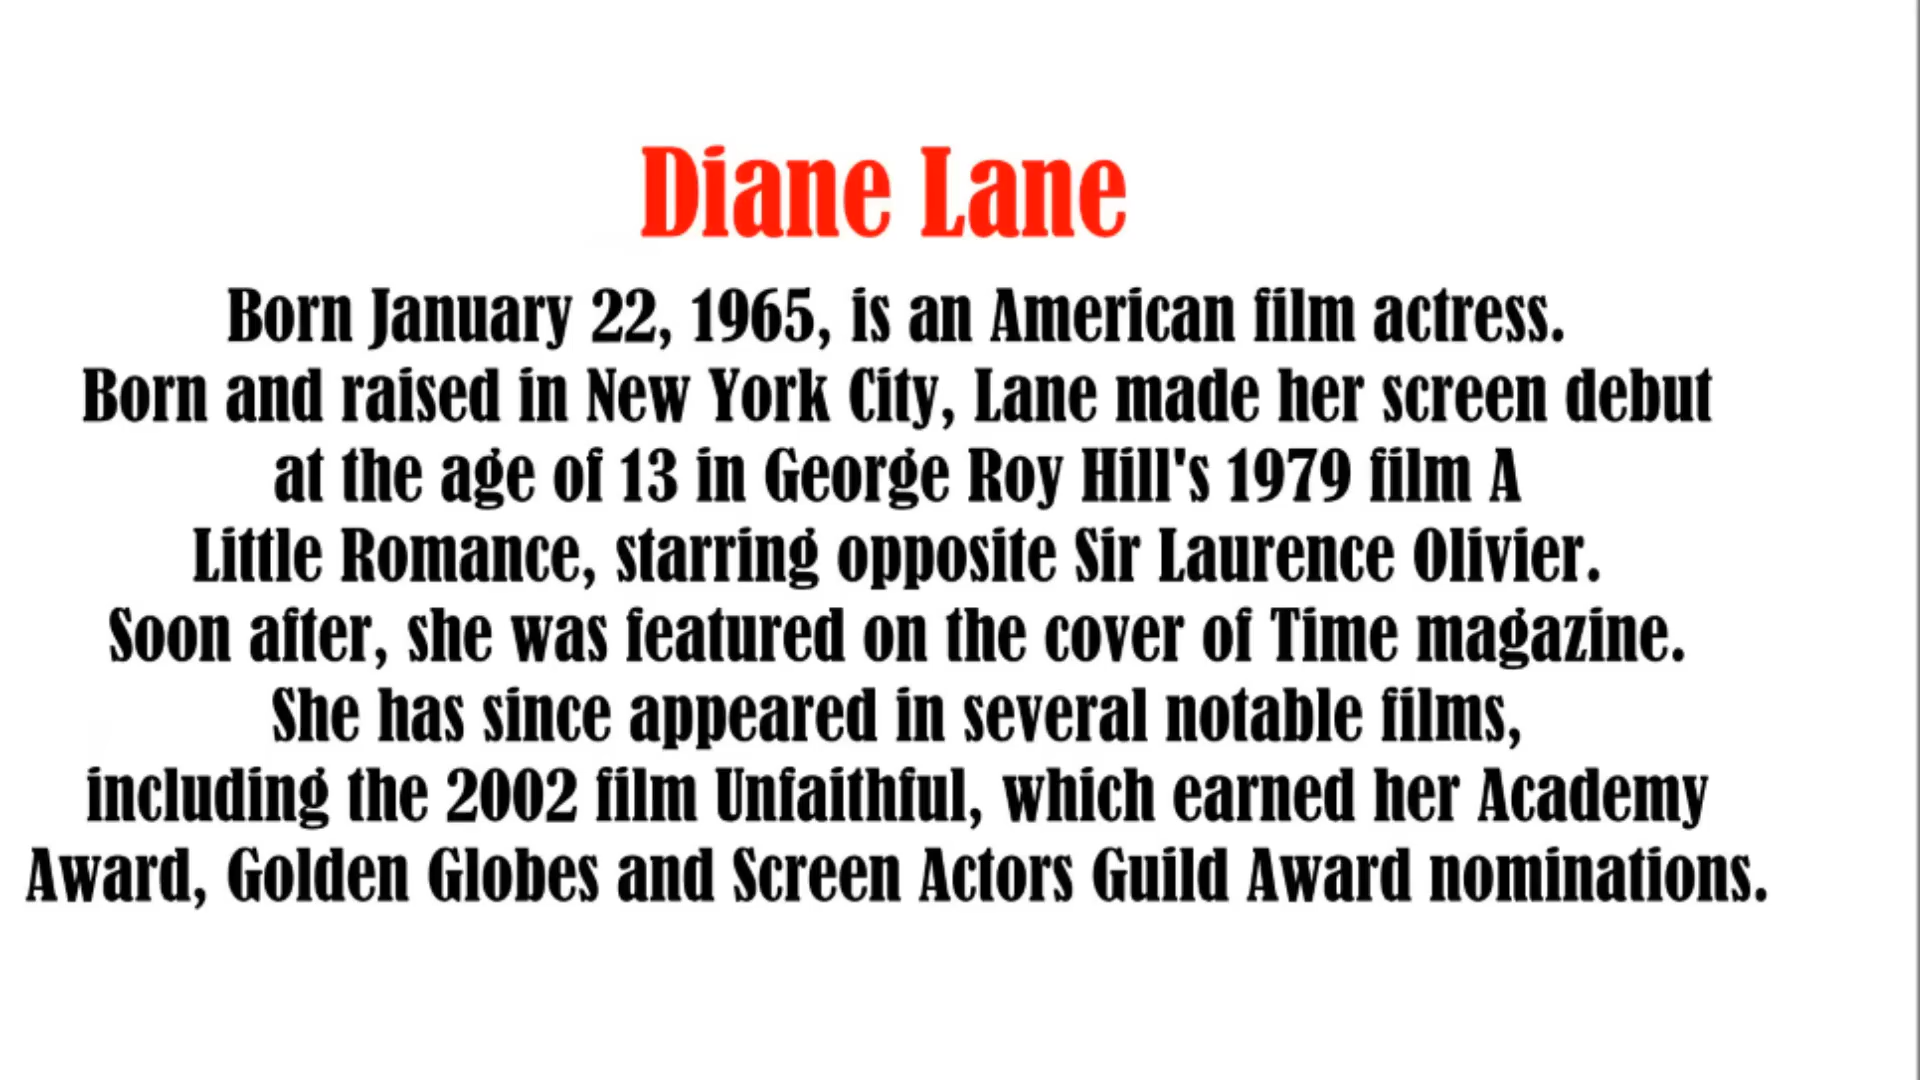 Diane Lane
Born January 22, 1965, is an American film actress.
Born and raised in New York City, Lane made her screen debut
at the age of 13 in George Roy Hill's 1979 film A
Little Romance, starring opposite Sir Laurence Olivier.
Soon after, she was featured on the cover of Time magazine.
She has since appeared in several notable films,
including the 2002 film Unfaithful, which earned her Academy
Award, Golden Globes and Screen Actors Guild Award nominations.